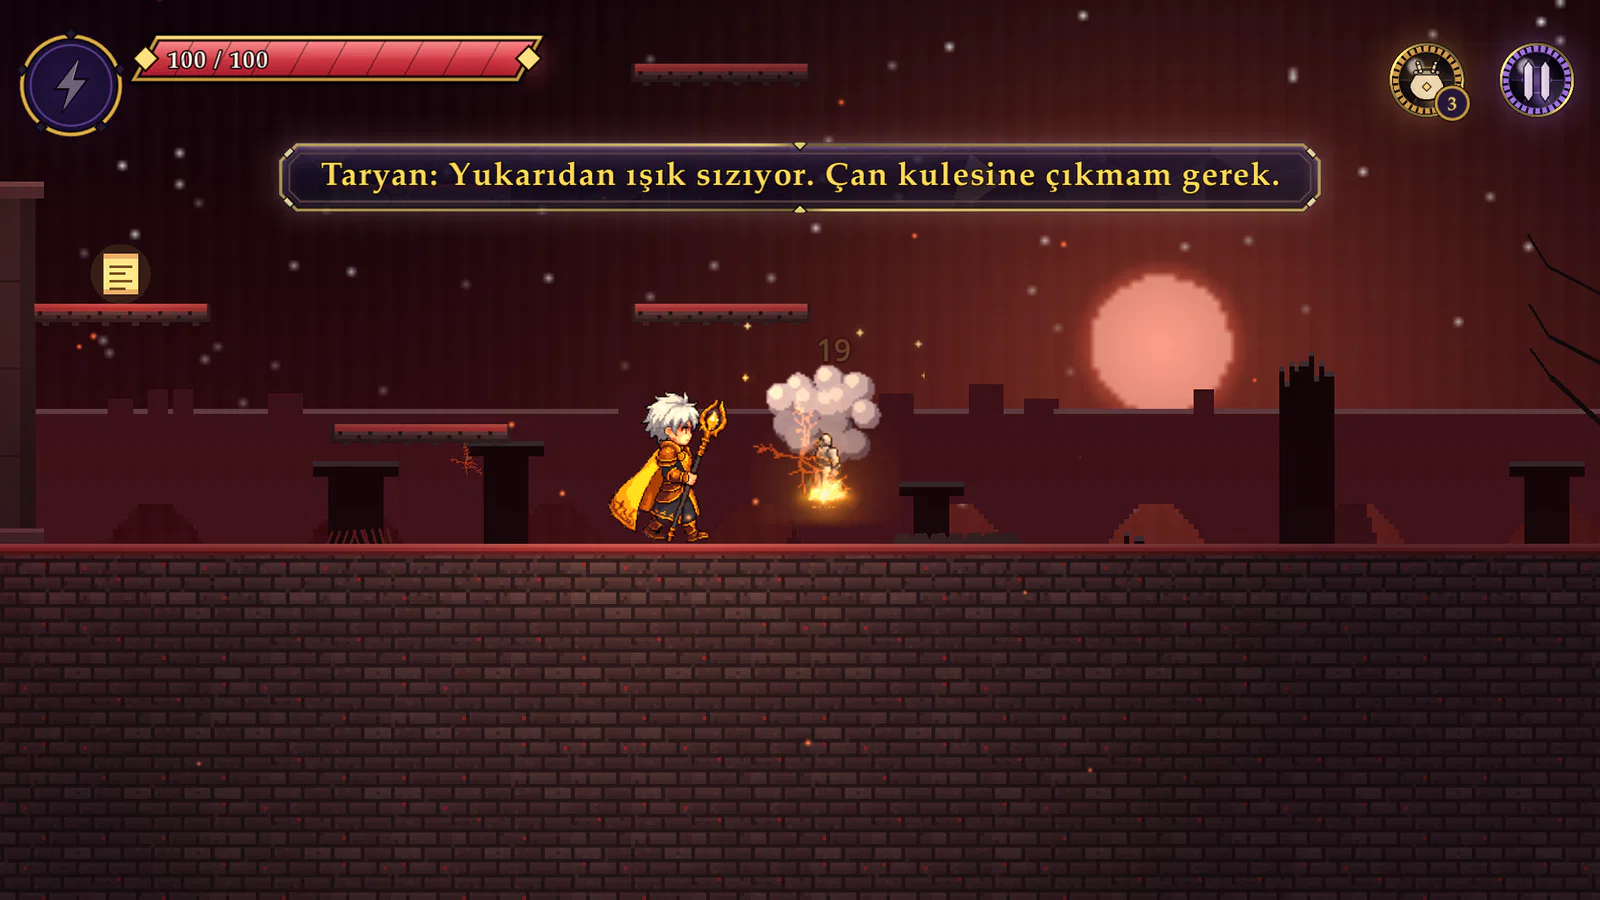 100 / 100
3
Taryan: Yukarıdan ışık sızıyor. Çan kulesine çıkmam gerek.
19